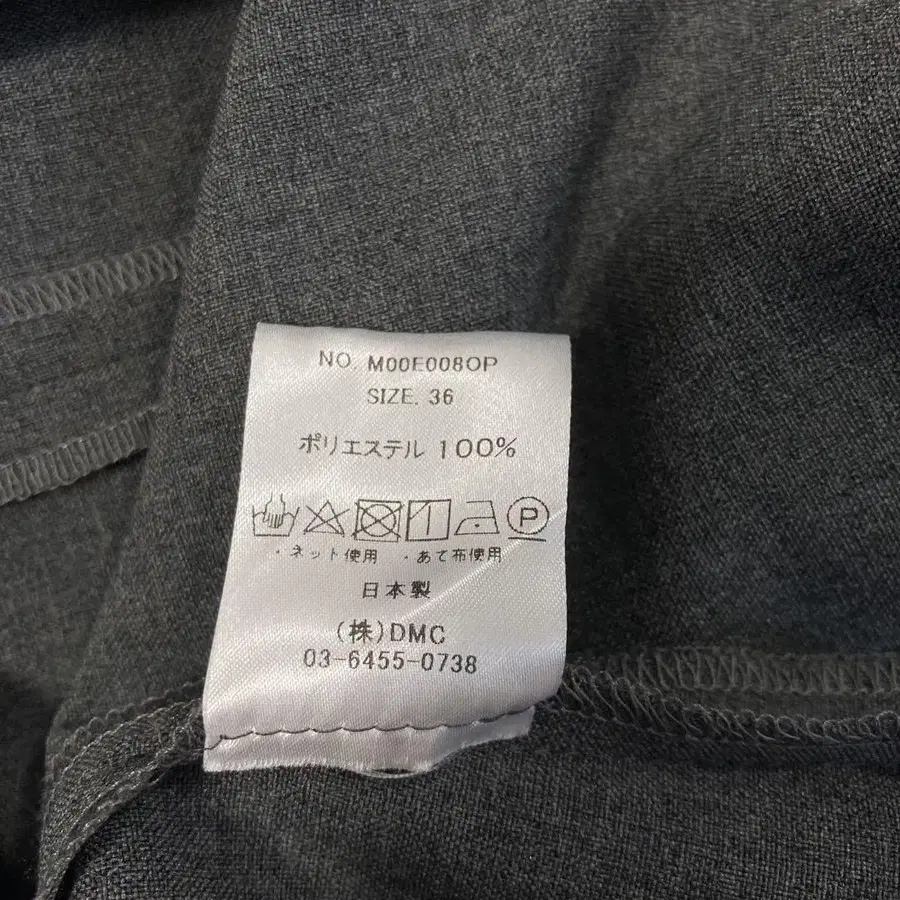 NO. M00E008OP
SIZE. 36
ポリエステル 100%
P
・ネット使用 ・あて布使用
日本製
(株)DMC
03-6455-0738